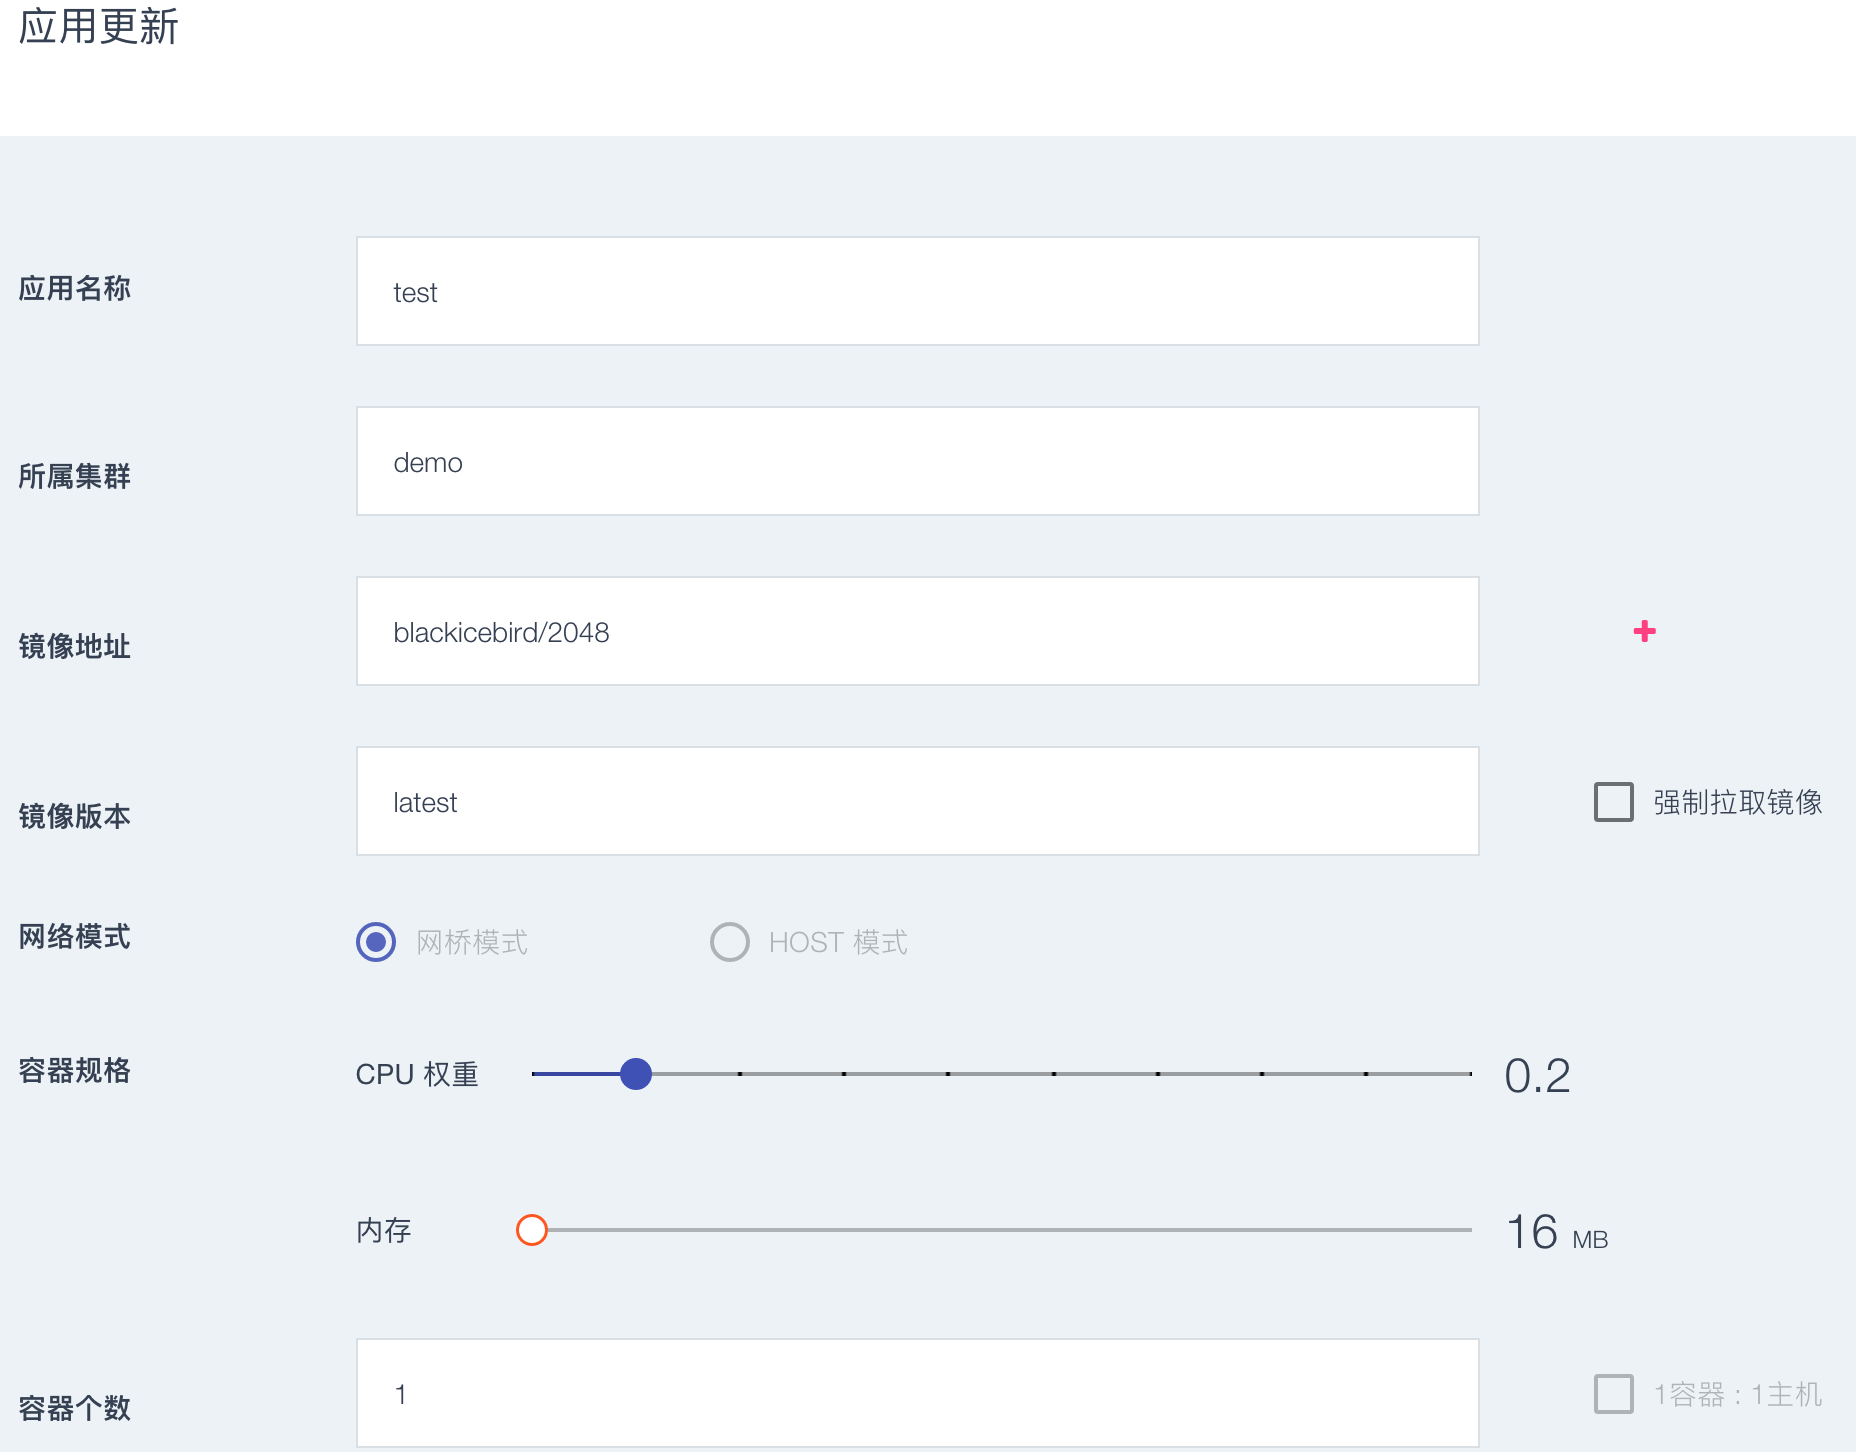 应用更新
应用名称
test
所属集群
demo
镜像地址
blackicebird/2048
镜像版本
latest
强制拉取镜像
网络模式
网桥模式
HOST 模式
容器规格
CPU 权重
0.2
内存
16 MB
容器个数
1
1容器：1主机